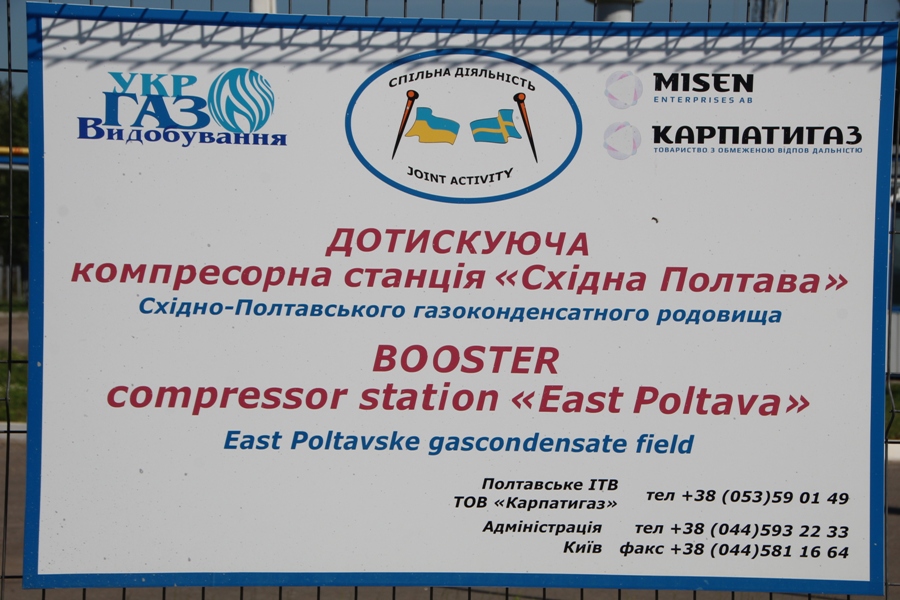 УКР
ГАЗ
Видобування
СПІЛЬНА ДІЯЛЬНІСТЬ
JOINT ACTIVITY
MISEN
ENTERPRISES AB
КАРПАТИГАЗ
ТОВАРИСТВО З ОБМЕЖЕНОЮ ВІДПОВ ДАЛЬНІСТЮ
ДОТИСКУЮЧА
компресорна станція «Східна Полтава»
Східно-Полтавського газоконденсатного родовища
BOOSTER
compressor station «East Poltava»
East Poltavske gascondensate field
Полтавське ІТВ
ТОВ «Карпатигаз» тел +38 (053)59 01 49
Адміністрація тел +38 (044)593 22 33
Київ факс +38 (044)581 16 64